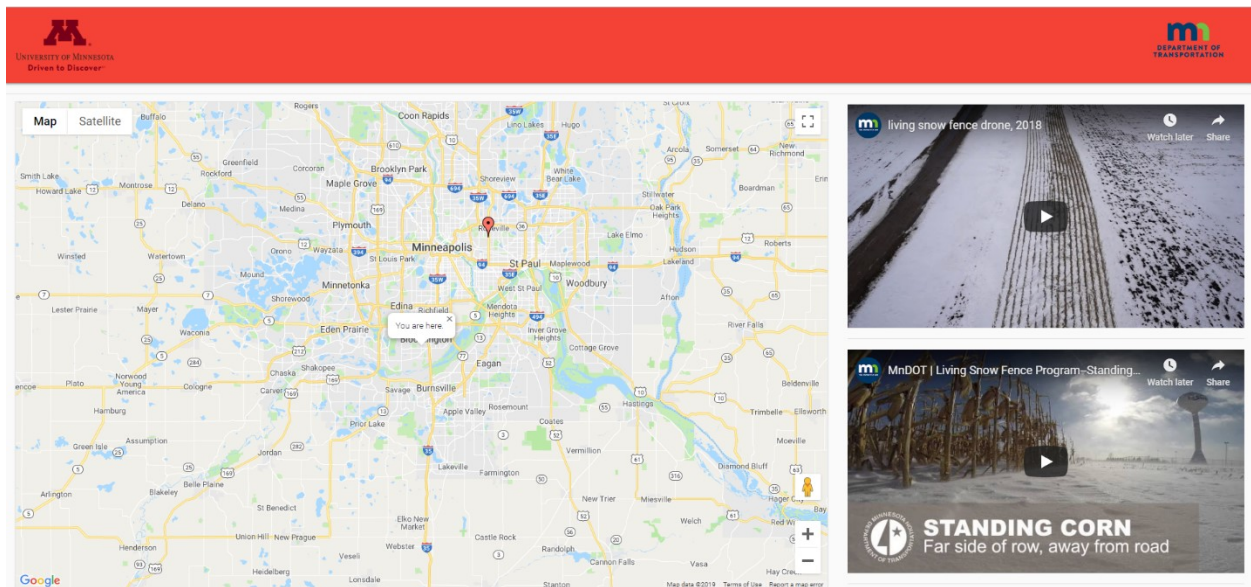 UNIVERSITY OF MINNESOTA
Driven to Discover
DEPARTMENT OF
TRANSPORTATION
Map
Satellite
Rogers
Coon Rapids
Lino Lakes
Hugo
Buffalo
Arcola
Somerset
New
Richmond
Greenfield
Rockford
Corcoran
Brooklyn Park
Shoreview
White
Bear Lake
Smith Lake
Howard Lake
Montrose
Maple Grove
Stillwater
Boardman
Delano
Medina
Oak Park
Heights
Plymouth
Lake Elmo
Minneapolis
Hudson
Roberts
Winsted
Watertown
Orono
Wayzata
St Louis Park
St Paul
Maplewood
Lakeland
Mound
Minnetonka
West St Paul
Woodbury
Shorewood
Edina
Richfield
Mendota
Heights
Afton
Lester Prairie
Mayer
You are here.
Waconia
Eden Prairie
Inver Grove
Heights
River Falls
Cottage Grove
Eagan
Chaska
Shakopee
Norwood
Young
America
Plato
Cologne
Carver
Savage
Burnsville
Beldenville
Hamburg
Apple Valley
Rosemount
Hastings
Trimbelle
Ellsworth
Prior Lake
Coates
Green Isle
Assumption
Jordan
Vermillion
Moeville
Lakeville
Farmington
Diamond Bluff
Belle Plaine
Arlington
Blakeley
New Trier
Miesville
St Benedict
Elko New
Market
Welch
Union Hill
New Prague
Castle Rock
Henderson
Webster
Randolph
Veseli
Cannon Falls
Vasa
Heidelberg
Lonsdale
Stanton
Google
Map data ©2019
Terms of Use
Report a map error
living snow fence drone, 2018
Watch later
Share
MnDOT | Living Snow Fence Program-Standing...
Watch later
Share
STANDING CORN
Far side of row, away from road